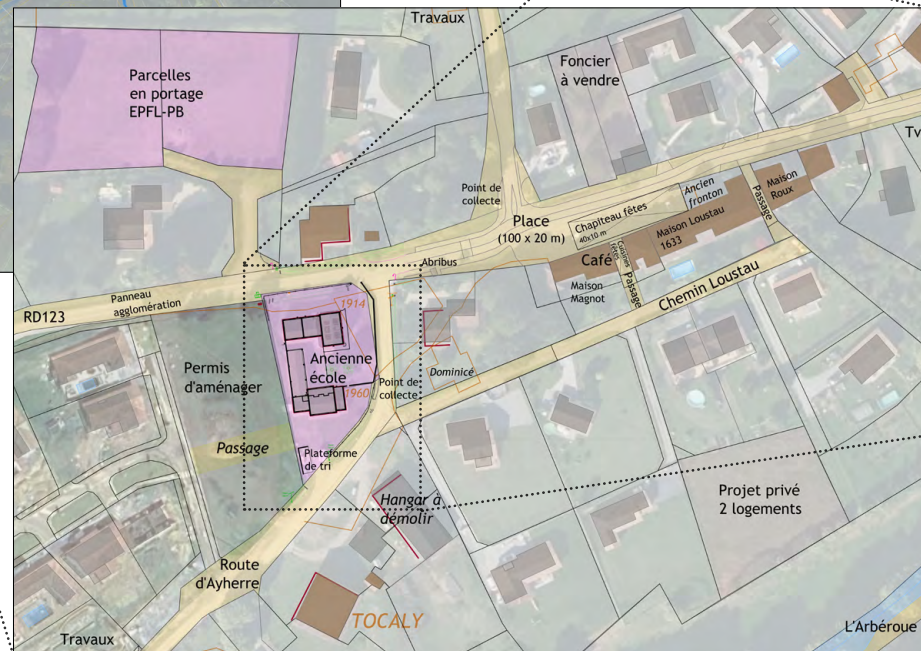 Travaux
Parcelles
en portage
EPFL-PB
Foncier
à vendre
Tv
Point de
collecte
Place
(100 x 20 m)
Chapiteau fêtes
40x10 m
Ancien
fronton
Maison Loustau
1633
Passage
Maison
Roux
Abribus
Café
Cuisines
fêtes
Passage
Maison
Magnot
Chemin Loustau
Panneau
agglomération
RD123
1914
Permis
d'aménager
Ancienne
école
1960
Point de
collecte
Dominicé
Passage
Plateforme
de tri
Hangar à
démolir
Projet privé
2 logements
Route
d'Ayherre
TOCALY
Travaux
L'Arbéroue